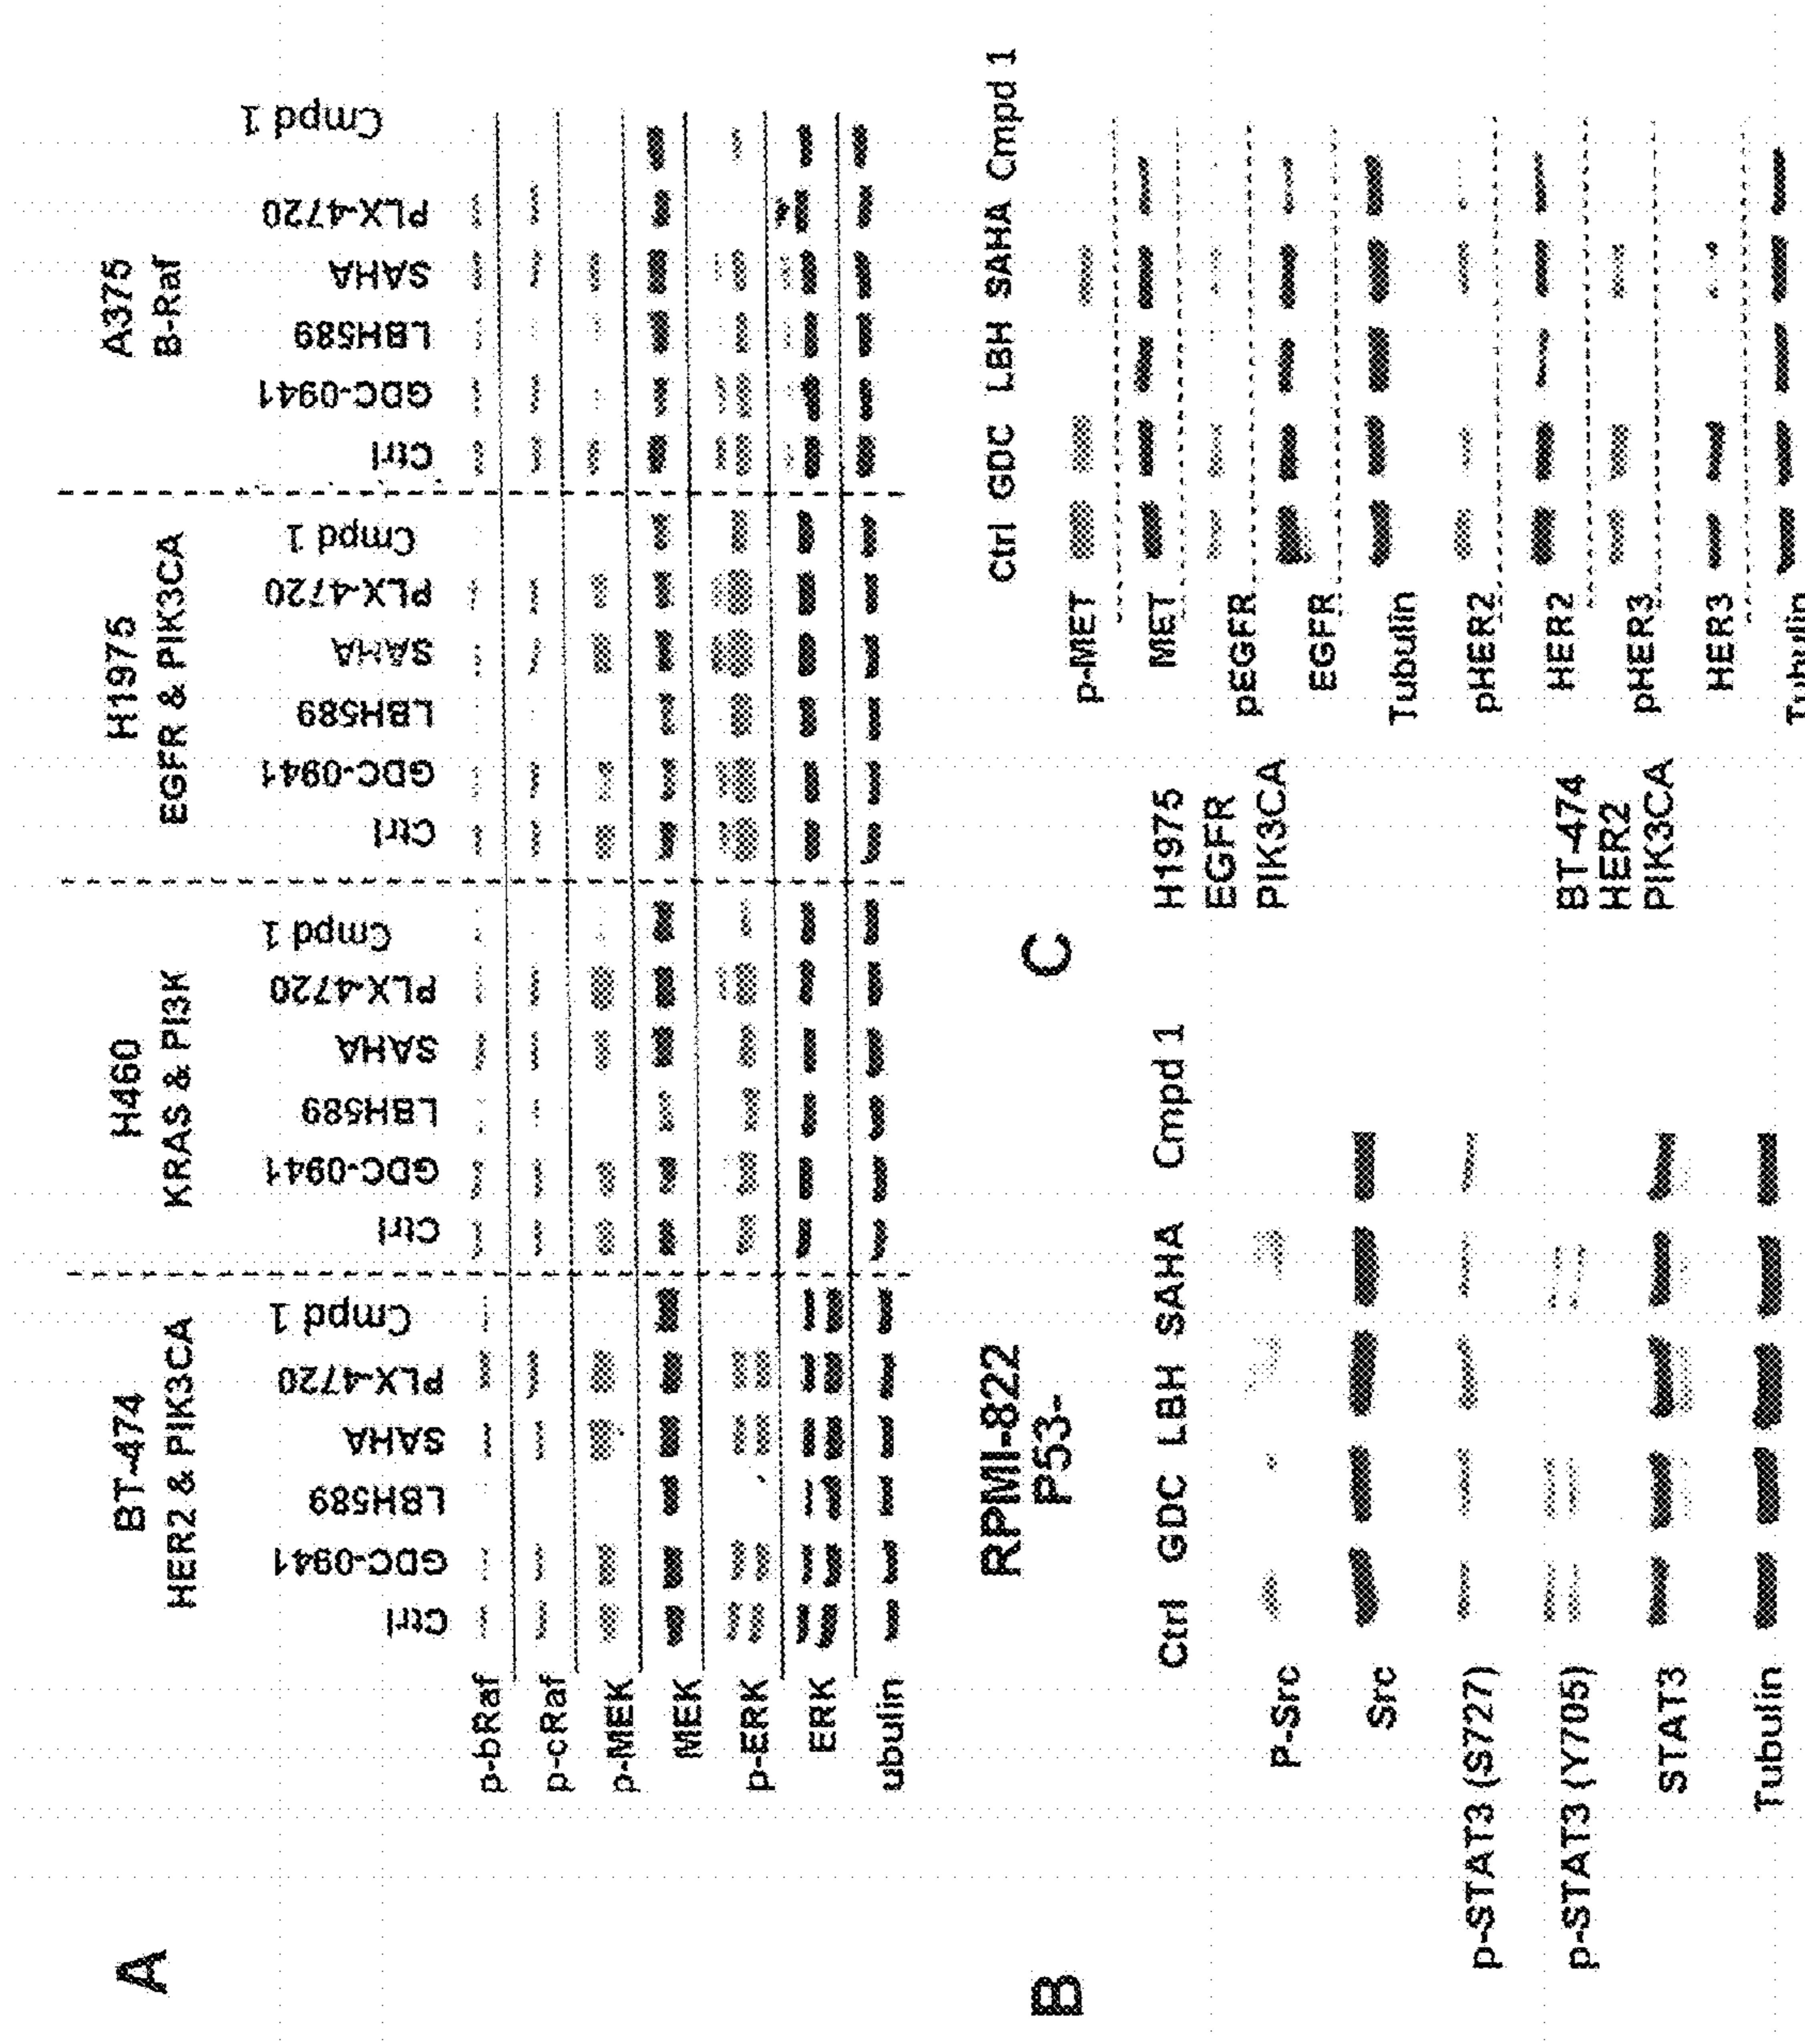 A
BT-474
HER2 & PIK3CA
H460
KRAS & PI3K
H1975
EGFR & PIK3CA
A375
B-Raf
Ctrl GDC-0941 LBH589 SAHA PLX-4720 Cmpd 1 Ctrl GDC-0941 LBH589 SAHA PLX-4720 Cmpd 1 Ctrl GDC-0941 LBH589 SAHA PLX-4720 Cmpd 1 Ctrl GDC-0941 LBH589 SAHA PLX-4720 Cmpd 1
p-bRaf
p-cRaf
p-MEK
MEK
p-ERK
ERK
ubulin
B
RPMI-822
P53-
Ctrl GDC LBH SAHA Cmpd 1
P-Src
Src
p-STAT3 (S727)
p-STAT3 (Y705)
STAT3
Tubulin
C
Ctrl GDC LBH SAHA Cmpd 1
H1975
EGFR
PIK3CA
p-MET
MET
pEGFR
EGFR
Tubulin
BT-474
HER2
PIK3CA
pHER2
HER2
pHER3
HER3
Tubulin